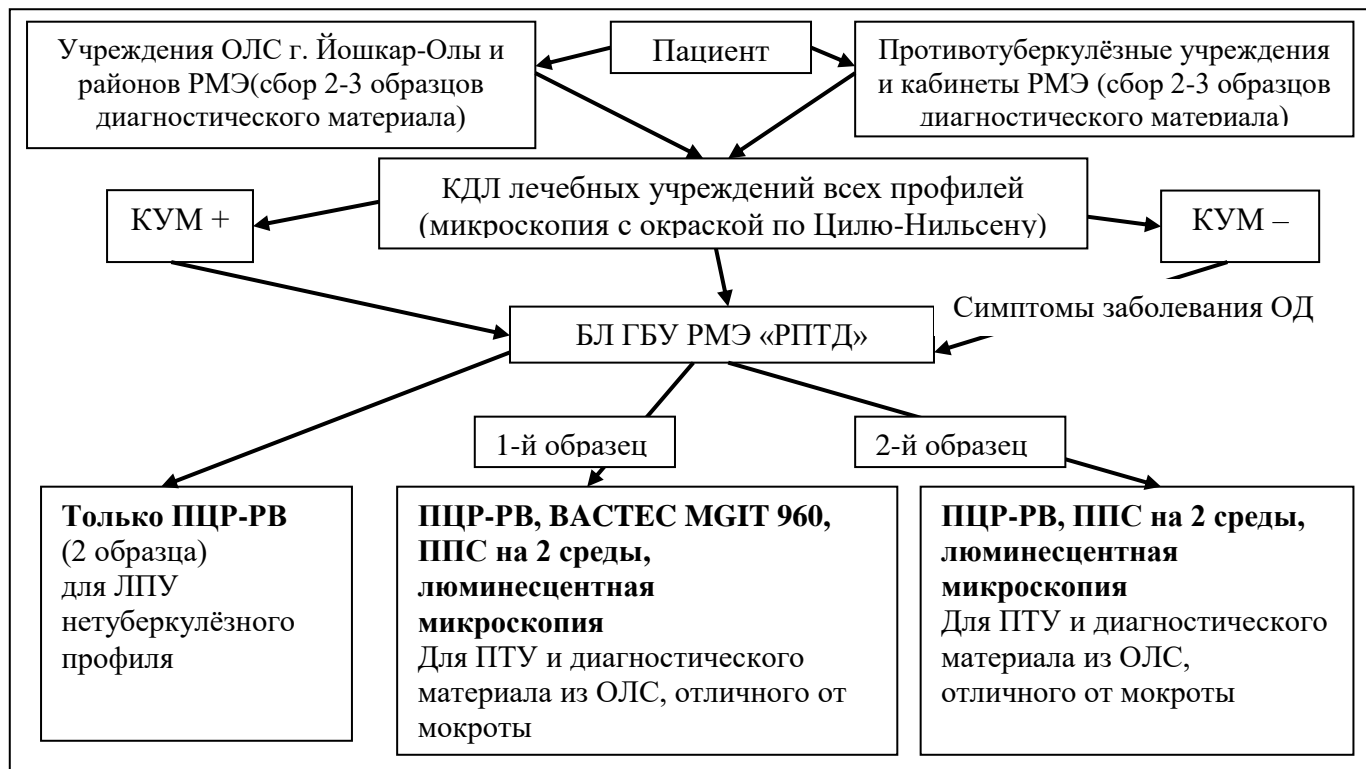 Учреждения ОЛС г. Йошкар-Олы и
районов РМЭ(сбор 2-3 образцов
диагностического материала)
Пациент
Противотуберкулёзные учреждения
и кабинеты РМЭ (сбор 2-3 образцов
диагностического материала)
КДЛ лечебных учреждений всех профилей
(микроскопия с окраской по Цилю-Нильсену)
КУМ +
КУМ –
Симптомы заболевания ОД
БЛ ГБУ РМЭ «РПТД»
1-й образец
2-й образец
Только ПЦР-РВ
(2 образца)
для ЛПУ
нетуберкулёзного
профиля
ПЦР-РВ, BACTEC MGIT 960,
ППС на 2 среды,
люминесцентная
микроскопия
Для ПТУ и диагностического
материала из ОЛС, отличного от
мокроты
ПЦР-РВ, ППС на 2 среды,
люминесцентная
микроскопия
Для ПТУ и диагностического
материала из ОЛС,
отличного от мокроты